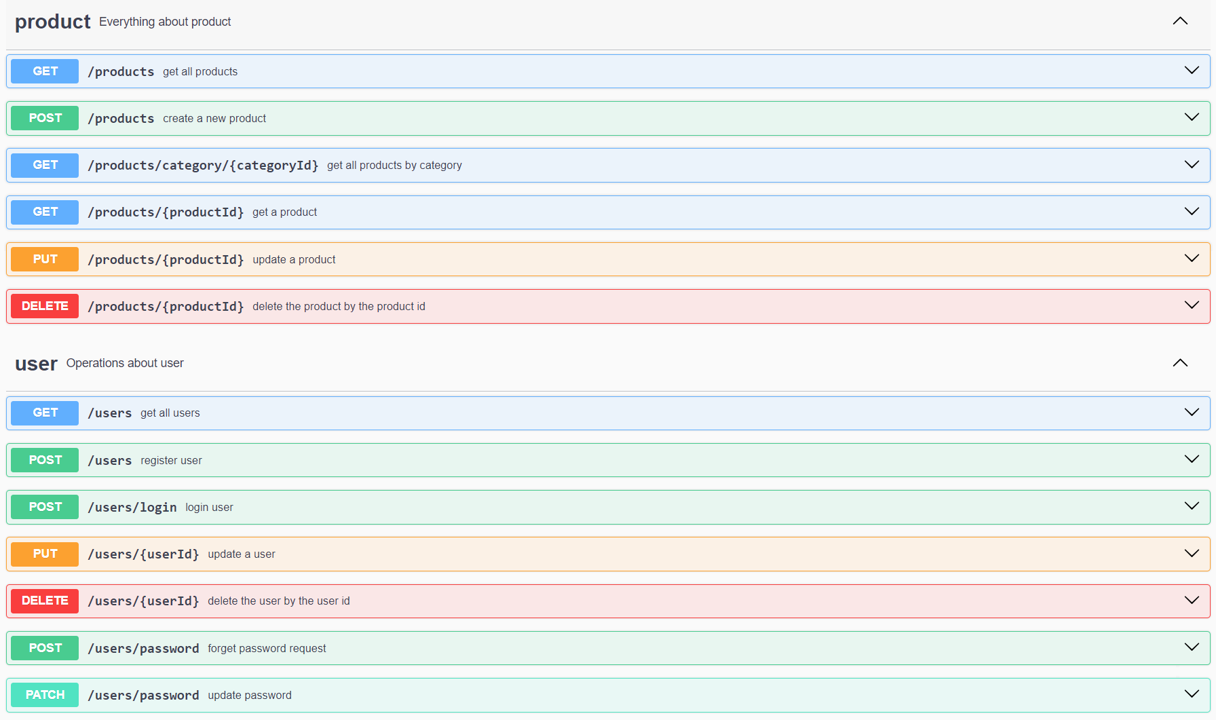 product Everything about product
GET /products get all products
POST /products create a new product
GET /products/category/{categoryId} get all products by category
GET /products/{productId} get a product
PUT /products/{productId} update a product
DELETE /products/{productId} delete the product by the product id
user Operations about user
GET /users get all users
POST /users register user
POST /users/login login user
PUT /users/{userId} update a user
DELETE /users/{userId} delete the user by the user id
POST /users/password forget password request
PATCH /users/password update password